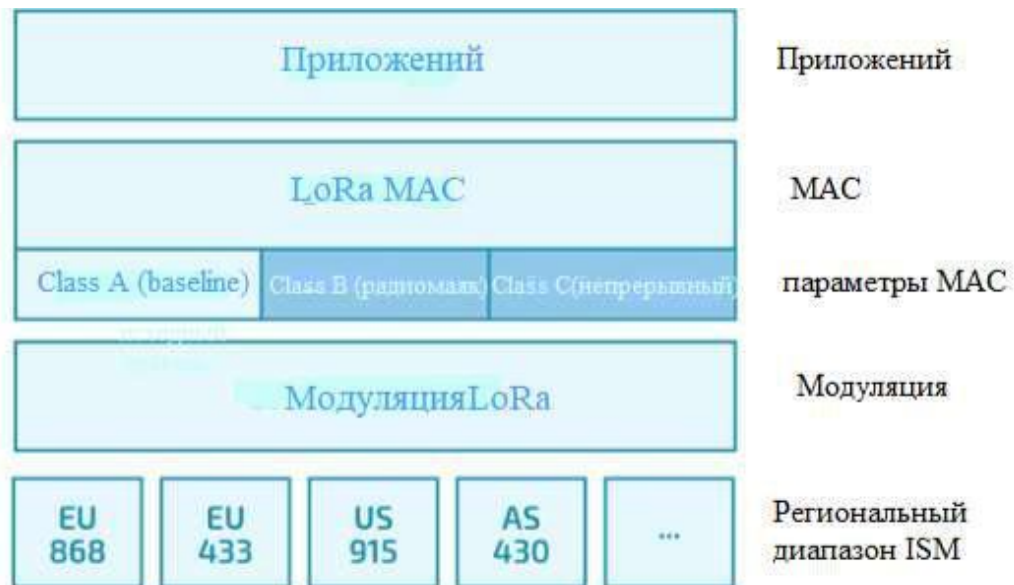 Приложений
Приложений
LoRa MAC
MAC
Class A (baseline)
Class B (радиомаяк)
Class C(непрерывный)
параметры MAC
МодуляцияLoRa
Модуляция
EU
868
EU
433
US
915
AS
430
...
Региональный
диапазон ISM